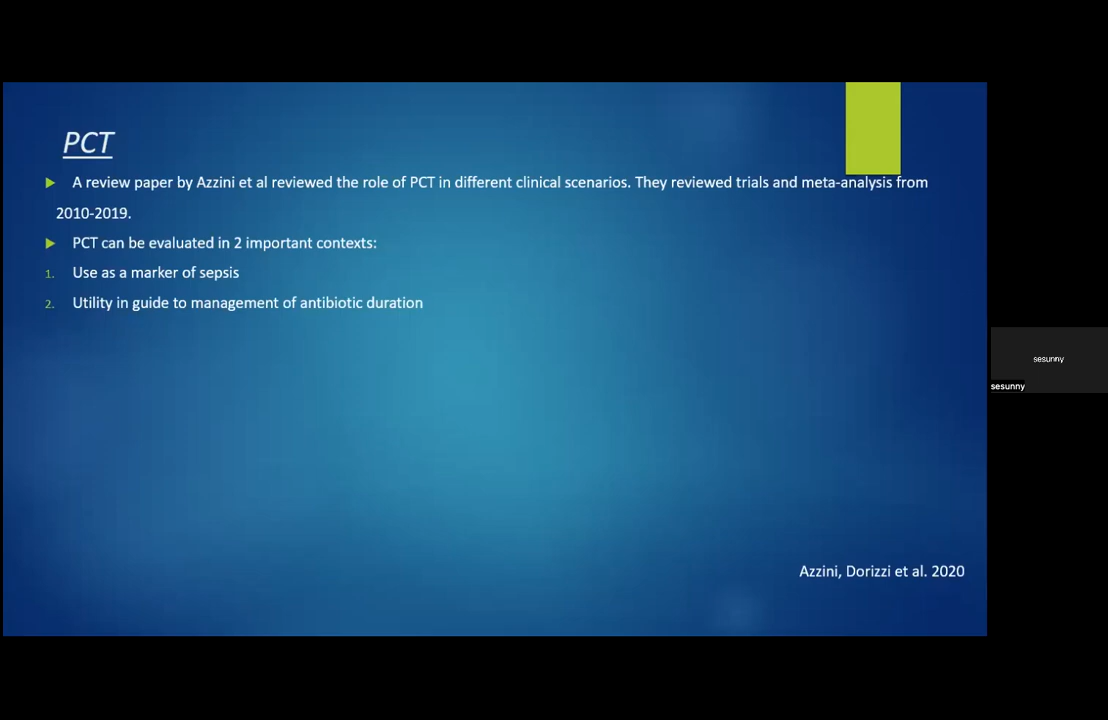 PCT
A review paper by Azzini et al reviewed the role of PCT in different clinical scenarios. They reviewed trials and meta-analysis from
2010-2019.
PCT can be evaluated in 2 important contexts:
1. Use as a marker of sepsis
2. Utility in guide to management of antibiotic duration
Azzini, Dorizzi et al. 2020
sesunny
sesunny